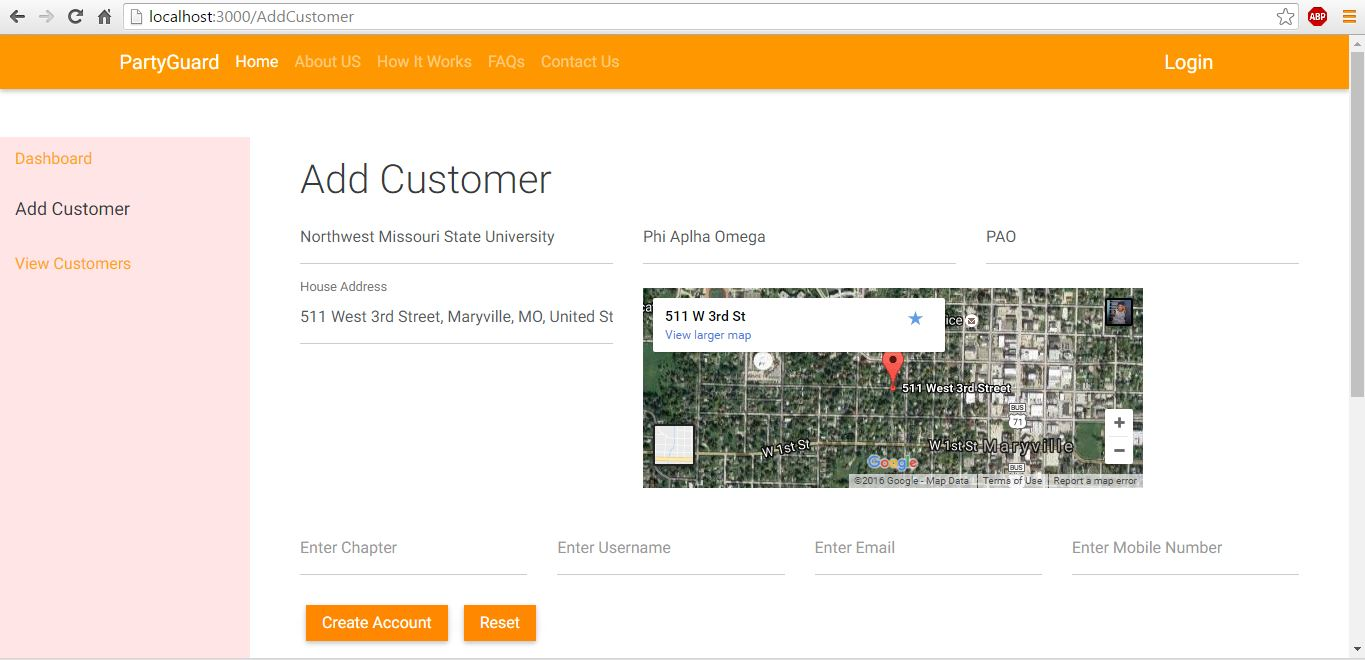 localhost:3000/AddCustomer
ABP
PartyGuard Home About US How It Works FAQs Contact Us Login
Dashboard
Add Customer
View Customers
Add Customer
Northwest Missouri State University Phi Aplha Omega PAO
House Address
511 West 3rd Street, Maryville, MO, United St
511 W 3rd St
View larger map
ice
511 West 3rd Street
BUS
71
W 1st St
W 1st St
Maryville
BUS
Google
©2016 Google - Map Data Terms of Use Report a map error
Enter Chapter Enter Username Enter Email Enter Mobile Number
Create Account Reset